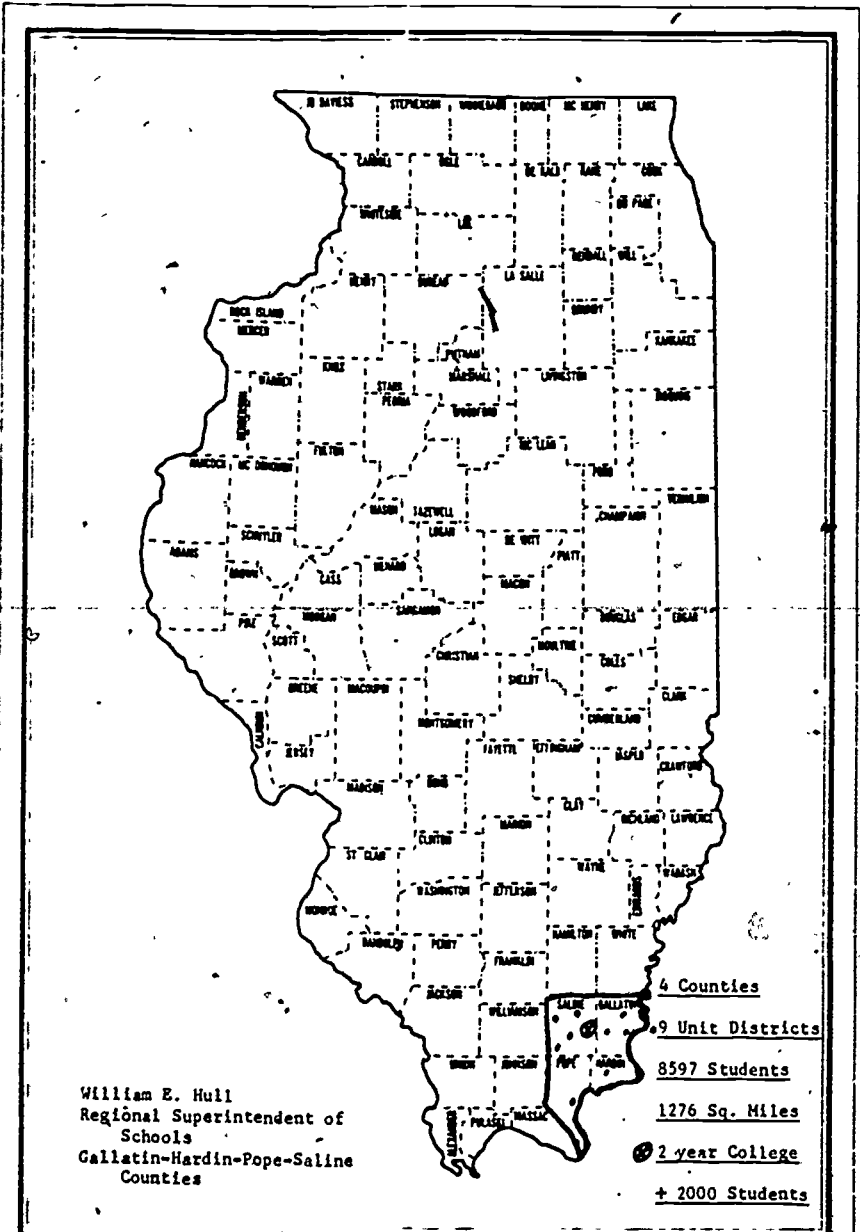 JO DAVIESS STEPHENSON WINNEBAGO BOONE MC HENRY LAKE
CARROLL OGLE DE KALB KANE COOK
DU PAGE
WHITESIDE LEE
KENDALL WILL
HENRY BUREAU LA SALLE
ROCK ISLAND GRUNDY
MERCER
PUTNAM KANKAKEE
KNOX
WARREN STARK MARSHALL LIVINGSTON
PEORIA IROQUOIS
HENDERSON WOODFORD
FULTON MC LEAN
HANCOCK MC DONOUGH FORD
VERMILION
MASON TAZEWELL CHAMPAIGN
SCHUYLER LOGAN DE WITT
ADAMS PIATT
BROWN CASS MENARD MACON
PIKE MORGAN SANGAMON DOUGLAS EDGAR
SCOTT MOULTRIE
CHRISTIAN COLES
SHELBY
GREENE MACOUPIN CLARK
CALHOUN MONTGOMERY CUMBERLAND
JERSEY FAYETTE EFFINGHAM JASPER
CRAWFORD
MADISON BOND
CLAY
MARION RICHLAND LAWRENCE
CLINTON
ST CLAIR
WAYNE WABASH
WASHINGTON JEFFERSON EDWARDS
MONROE
RANDOLPH PERRY HAMILTON WHITE
FRANKLIN
JACKSON
WILLIAMSON SALINE GALLATIN
UNION JOHNSON POPE HARDIN
ALEXANDER PULASKI MASSAC
4 Counties
9 Unit Districts
8597 Students
1276 Sq. Miles
2 year College
+ 2000 Students
William E. Hull
Regional Superintendent of
Schools
Gallatin-Hardin-Pope-Saline
Counties